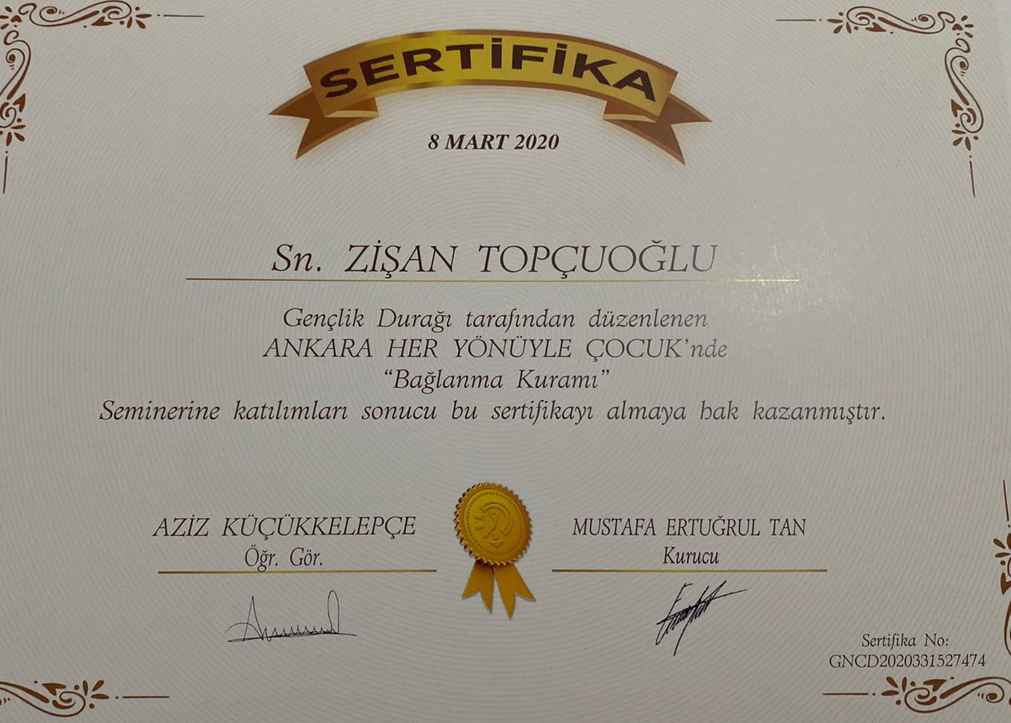 SERTİFİKA
8 MART 2020
Sn. ZİŞAN TOPÇUOĞLU
Gençlik Durağı tarafından düzenlenen
ANKARA HER YÖNÜYLE ÇOCUK'nde
“Bağlanma Kuramı”
Seminerine katılımları sonucu bu sertifikayı almaya hak kazanmıştır.
AZİZ KÜÇÜKKELEPÇE
Öğr. Gör.
MUSTAFA ERTUĞRUL TAN
Kurucu
Sertifika No:
GNCD2020331527474